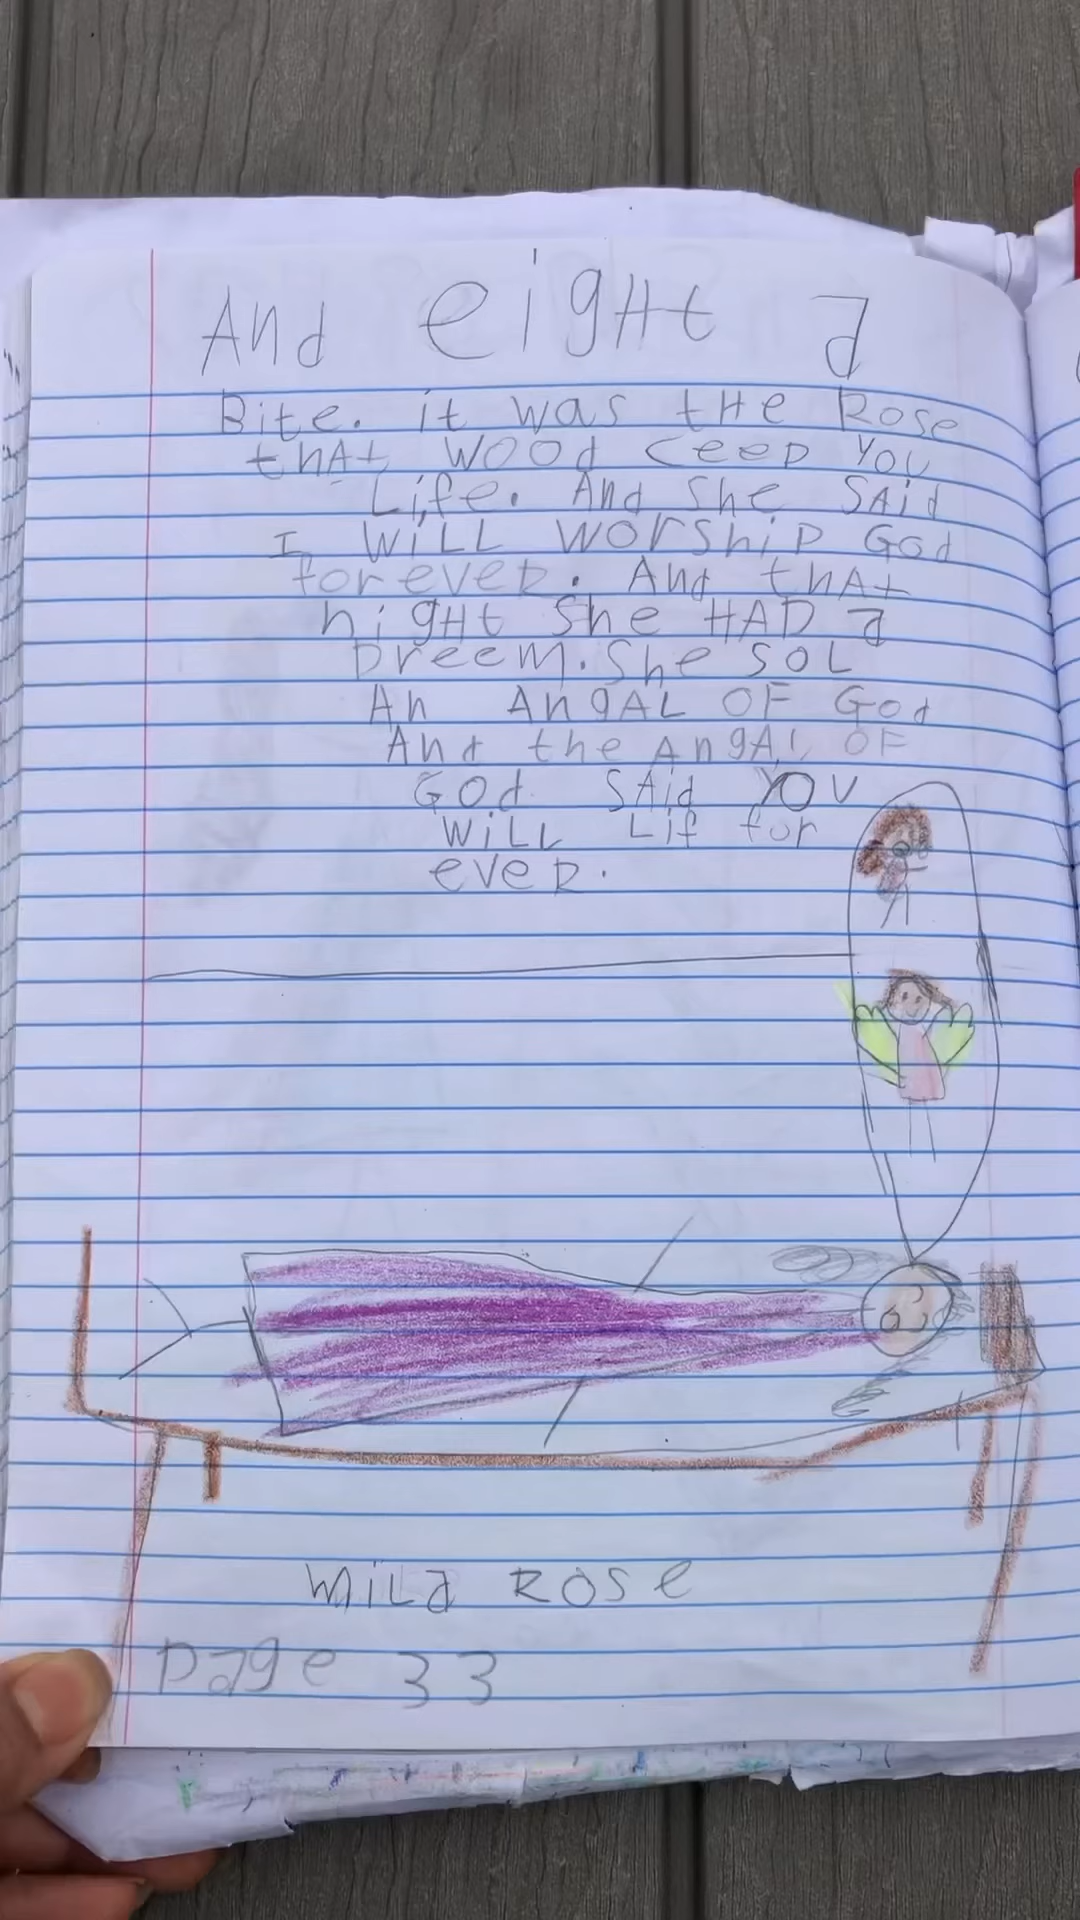 And eight a
Bite. it was tHe Rose
thAt WOOd ceep You
Life. And She SAid
I WiLL WOrShiP God
forever. And thAt
nigHt She HAD a
Dreem. She SOL
An AngAL OF God
And the AngAL OF
God SAid YOU
WiLL Lif for
ever.
WiLd ROSe
Page 33